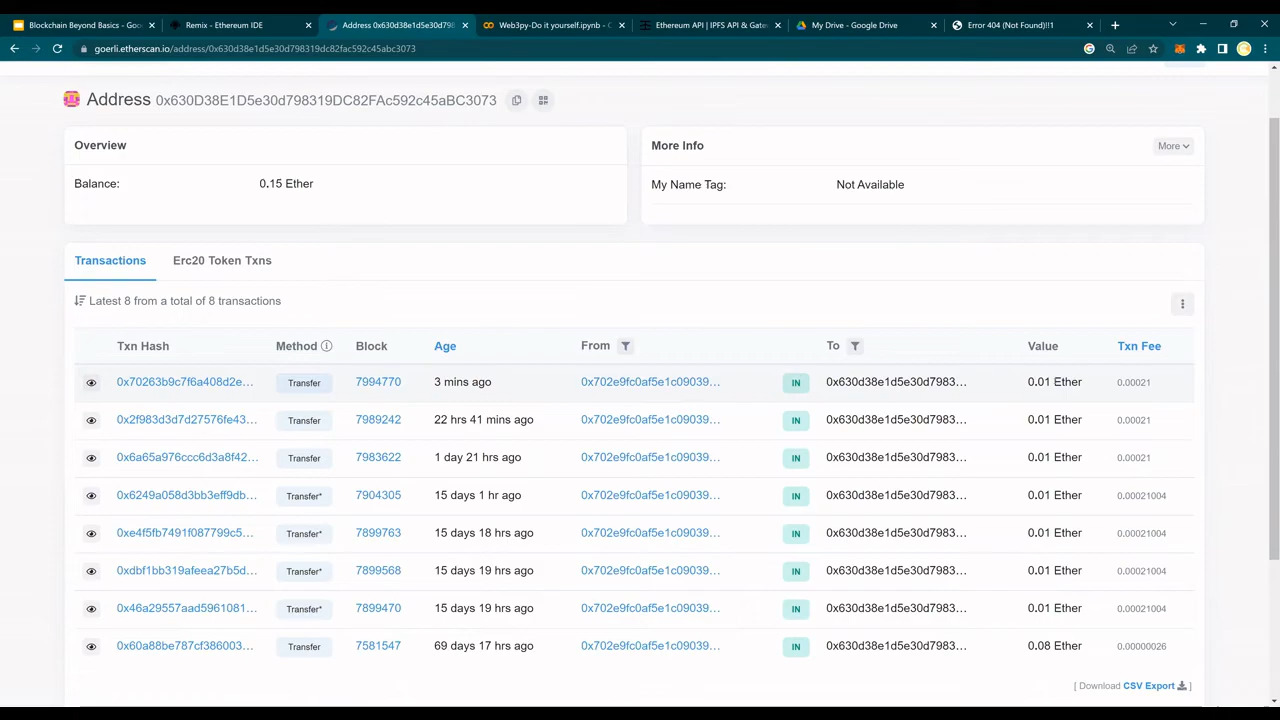 Blockchain Beyond Basics - Goo
Remix - Ethereum IDE
Address 0x630d38e1d5e30d798
Web3py-Do it yourself.ipynb - C
Ethereum API | IPFS API & Gate
My Drive - Google Drive
Error 404 (Not Found)!!1
goerli.etherscan.io/address/0x630d38e1d5e30d798319dc82fac592c45abc3073
Address 0x630D38E1D5e30d798319DC82FAc592c45aBC3073
Overview
Balance: 0.15 Ether
More Info
More
My Name Tag: Not Available
Transactions Erc20 Token Txns
Latest 8 from a total of 8 transactions
Txn Hash Method Block Age From To Value Txn Fee
0x70263b9c7f6a408d2e... Transfer 7994770 3 mins ago 0x702e9fc0af5e1c09039... IN 0x630d38e1d5e30d7983... 0.01 Ether 0.00021
0x2f983d3d7d27576fe43... Transfer 7989242 22 hrs 41 mins ago 0x702e9fc0af5e1c09039... IN 0x630d38e1d5e30d7983... 0.01 Ether 0.00021
0x6a65a976ccc6d3a8f42... Transfer 7983622 1 day 21 hrs ago 0x702e9fc0af5e1c09039... IN 0x630d38e1d5e30d7983... 0.01 Ether 0.00021
0x6249a058d3bb3eff9db... Transfer* 7904305 15 days 1 hr ago 0x702e9fc0af5e1c09039... IN 0x630d38e1d5e30d7983... 0.01 Ether 0.00021004
0xe4f5fb7491f087799c5... Transfer* 7899763 15 days 18 hrs ago 0x702e9fc0af5e1c09039... IN 0x630d38e1d5e30d7983... 0.01 Ether 0.00021004
0xdbf1bb319afeea27b5d... Transfer* 7899568 15 days 19 hrs ago 0x702e9fc0af5e1c09039... IN 0x630d38e1d5e30d7983... 0.01 Ether 0.00021004
0x46a29557aad5961081... Transfer* 7899470 15 days 19 hrs ago 0x702e9fc0af5e1c09039... IN 0x630d38e1d5e30d7983... 0.01 Ether 0.00021004
0x60a88be787cf386003... Transfer 7581547 69 days 17 hrs ago 0x702e9fc0af5e1c09039... IN 0x630d38e1d5e30d7983... 0.08 Ether 0.00000026
[ Download CSV Export ]